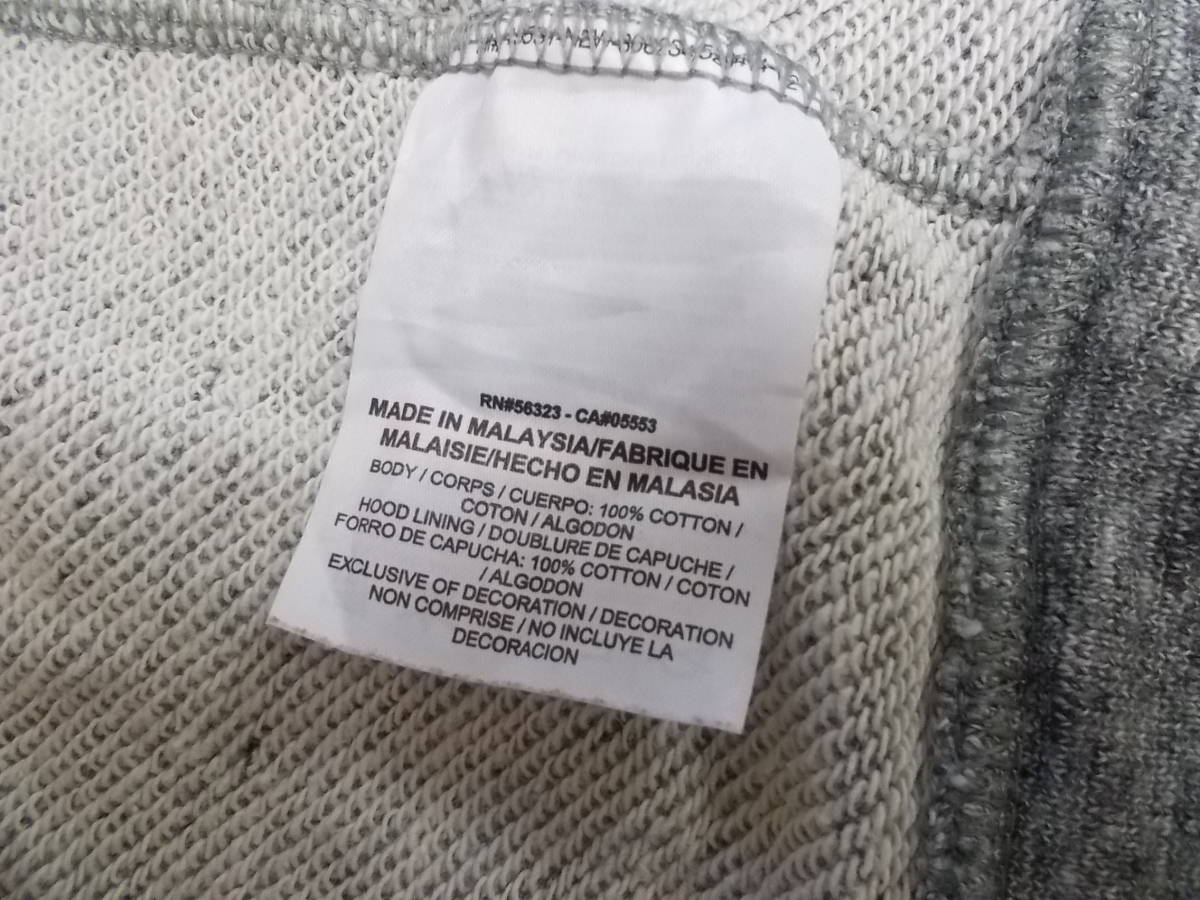 RN#56323 - CA#05553
MADE IN MALAYSIA/FABRIQUE EN
MALAISIE/HECHO EN MALASIA
BODY / CORPS / CUERPO: 100% COTTON /
COTON / ALGODON
HOOD LINING / DOUBLURE DE CAPUCHE /
FORRO DE CAPUCHA: 100% COTTON / COTON
/ ALGODON
EXCLUSIVE OF DECORATION / DECORATION
NON COMPRISE / NO INCLUYE LA
DECORACION